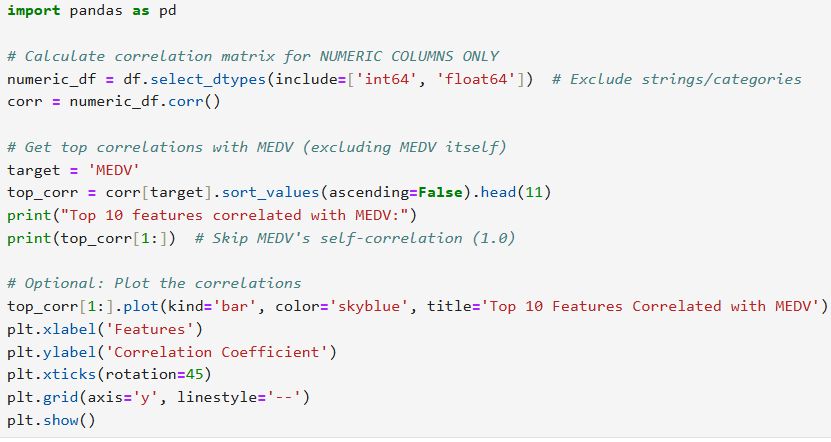 import pandas as pd
# Calculate correlation matrix for NUMERIC COLUMNS ONLY
numeric_df = df.select_dtypes(include=['int64', 'float64'])  # Exclude strings/categories
corr = numeric_df.corr()
# Get top correlations with MEDV (excluding MEDV itself)
target = 'MEDV'
top_corr = corr[target].sort_values(ascending=False).head(11)
print("Top 10 features correlated with MEDV:")
print(top_corr[1:])  # Skip MEDV's self-correlation (1.0)
# Optional: Plot the correlations
top_corr[1:].plot(kind='bar', color='skyblue', title='Top 10 Features Correlated with MEDV')
plt.xlabel('Features')
plt.ylabel('Correlation Coefficient')
plt.xticks(rotation=45)
plt.grid(axis='y', linestyle='--')
plt.show()